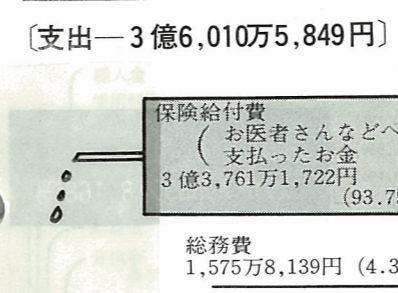 〔支出―3億6,010万5,849円〕
保険給付費
(お医者さんなどへ
支払ったお金
3億3,761万1,722円
(93.75
総務費
1,575万8,139円 (4.3